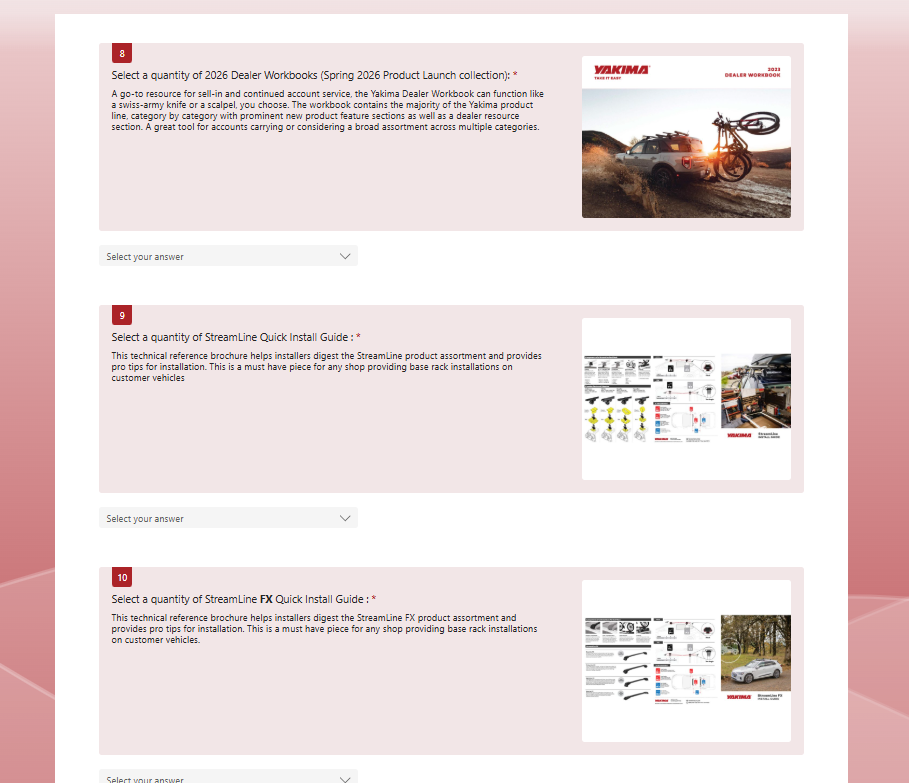 8
Select a quantity of 2026 Dealer Workbooks (Spring 2026 Product Launch collection): *
A go-to resource for sell-in and continued account service, the Yakima Dealer Workbook can function like
a swiss-army knife or a scalpel, you choose. The workbook contains the majority of the Yakima product
line, category by category with prominent new product feature sections as well as a dealer resource
section. A great tool for accounts carrying or considering a broad assortment across multiple categories.
YAKIMA
TAKE IT EASY
2023
DEALER WORKBOOK
Select your answer
9
Select a quantity of StreamLine Quick Install Guide : *
This technical reference brochure helps installers digest the StreamLine product assortment and provides
pro tips for installation. This is a must have piece for any shop providing base rack installations on
customer vehicles
YAKIMA
StreamLine
Select your answer
10
Select a quantity of StreamLine FX Quick Install Guide : *
This technical reference brochure helps installers digest the StreamLine FX product assortment and
provides pro tips for installation. This is a must have piece for any shop providing base rack installations
on customer vehicles.
YAKIMA
StreamLine FX
Select your answer